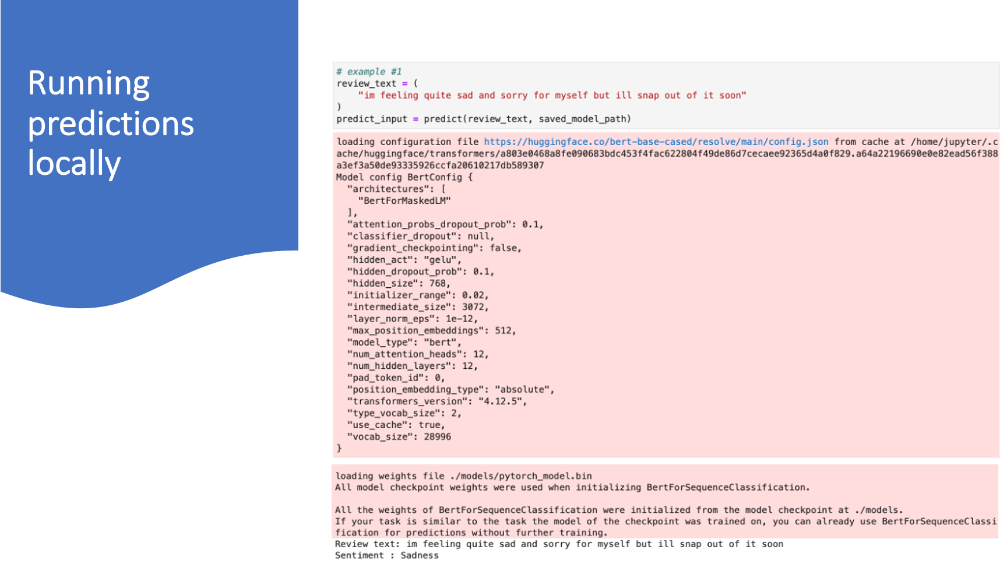 Running
predictions
locally
# example #1
review_text = (
    "im feeling quite sad and sorry for myself but ill snap out of it soon"
)
predict_input = predict(review_text, saved_model_path)
loading configuration file https://huggingface.co/bert-base-cased/resolve/main/config.json from cache at /home/jupyter/.c
ache/huggingface/transformers/a803e0468a8fe090683bdc453f4fac622804f49de86d7cecaee92365d4a0f829.a64a22196690e0e82ead56f388
a3ef3a50de93335926ccfa20610217db589307
Model config BertConfig {
  "architectures": [
    "BertForMaskedLM"
  ],
  "attention_probs_dropout_prob": 0.1,
  "classifier_dropout": null,
  "gradient_checkpointing": false,
  "hidden_act": "gelu",
  "hidden_dropout_prob": 0.1,
  "hidden_size": 768,
  "initializer_range": 0.02,
  "intermediate_size": 3072,
  "layer_norm_eps": 1e-12,
  "max_position_embeddings": 512,
  "model_type": "bert",
  "num_attention_heads": 12,
  "num_hidden_layers": 12,
  "pad_token_id": 0,
  "position_embedding_type": "absolute",
  "transformers_version": "4.12.5",
  "type_vocab_size": 2,
  "use_cache": true,
  "vocab_size": 28996
}
loading weights file ./models/pytorch_model.bin
All model checkpoint weights were used when initializing BertForSequenceClassification.
All the weights of BertForSequenceClassification were initialized from the model checkpoint at ./models.
If your task is similar to the task the model of the checkpoint was trained on, you can already use BertForSequenceClassi
fication for predictions without further training.
Review text: im feeling quite sad and sorry for myself but ill snap out of it soon
Sentiment : Sadness